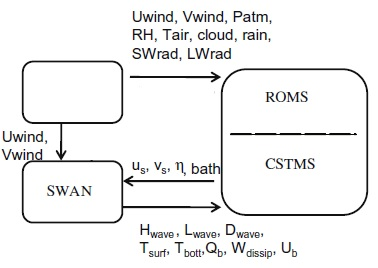 Uwind, Vwind, Patm,
RH, Tair, cloud, rain,
SWrad, LWrad
ROMS
Uwind,
Vwind
us, vs, η, bath
CSTMS
SWAN
Hwave, Lwave, Dwave,
Tsurf, Tbott,Qb, Wdissip, Ub